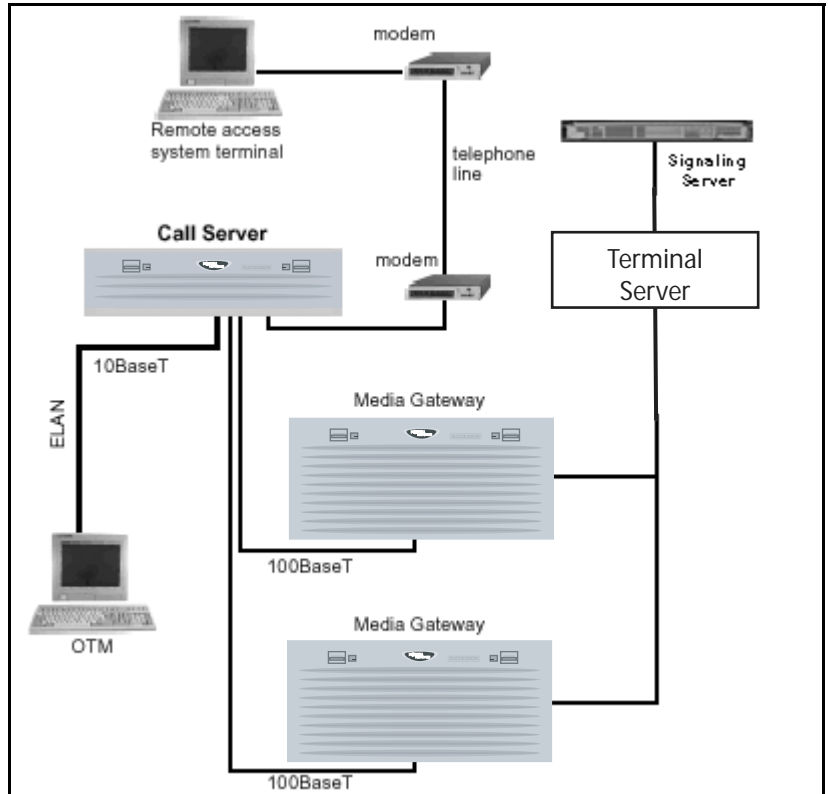 modem
Remote access
system terminal
telephone
line
Signaling
Server
Call Server
modem
Terminal
Server
10BaseT
ELAN
Media Gateway
100BaseT
OTM
Media Gateway
100BaseT